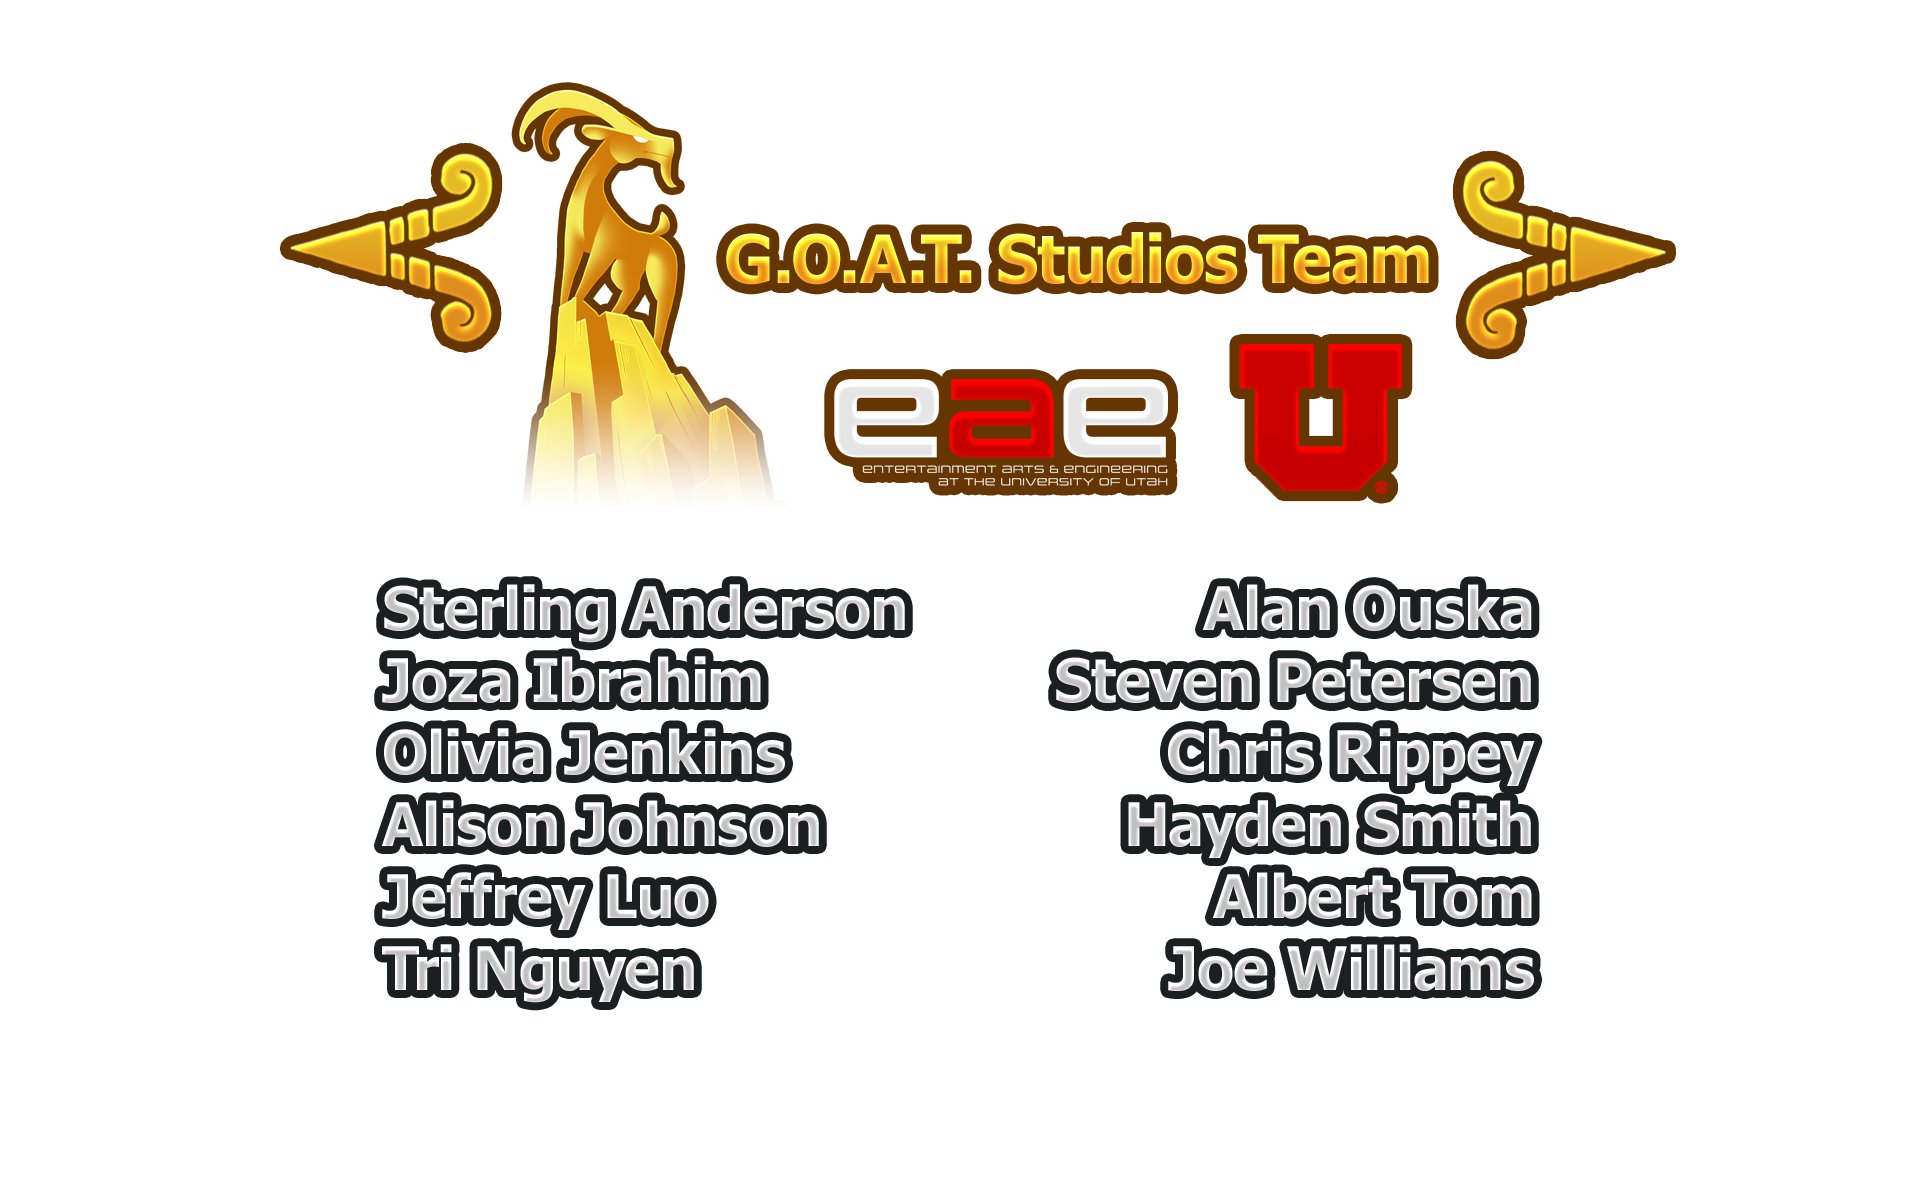 G.O.A.T. Studios Team
eae
ENTERTAINMENT ARTS & ENGINEERING
AT THE UNIVERSITY OF UTAH
U®
Sterling Anderson
Joza Ibrahim
Olivia Jenkins
Alison Johnson
Jeffrey Luo
Tri Nguyen
Alan Ouska
Steven Petersen
Chris Rippey
Hayden Smith
Albert Tom
Joe Williams